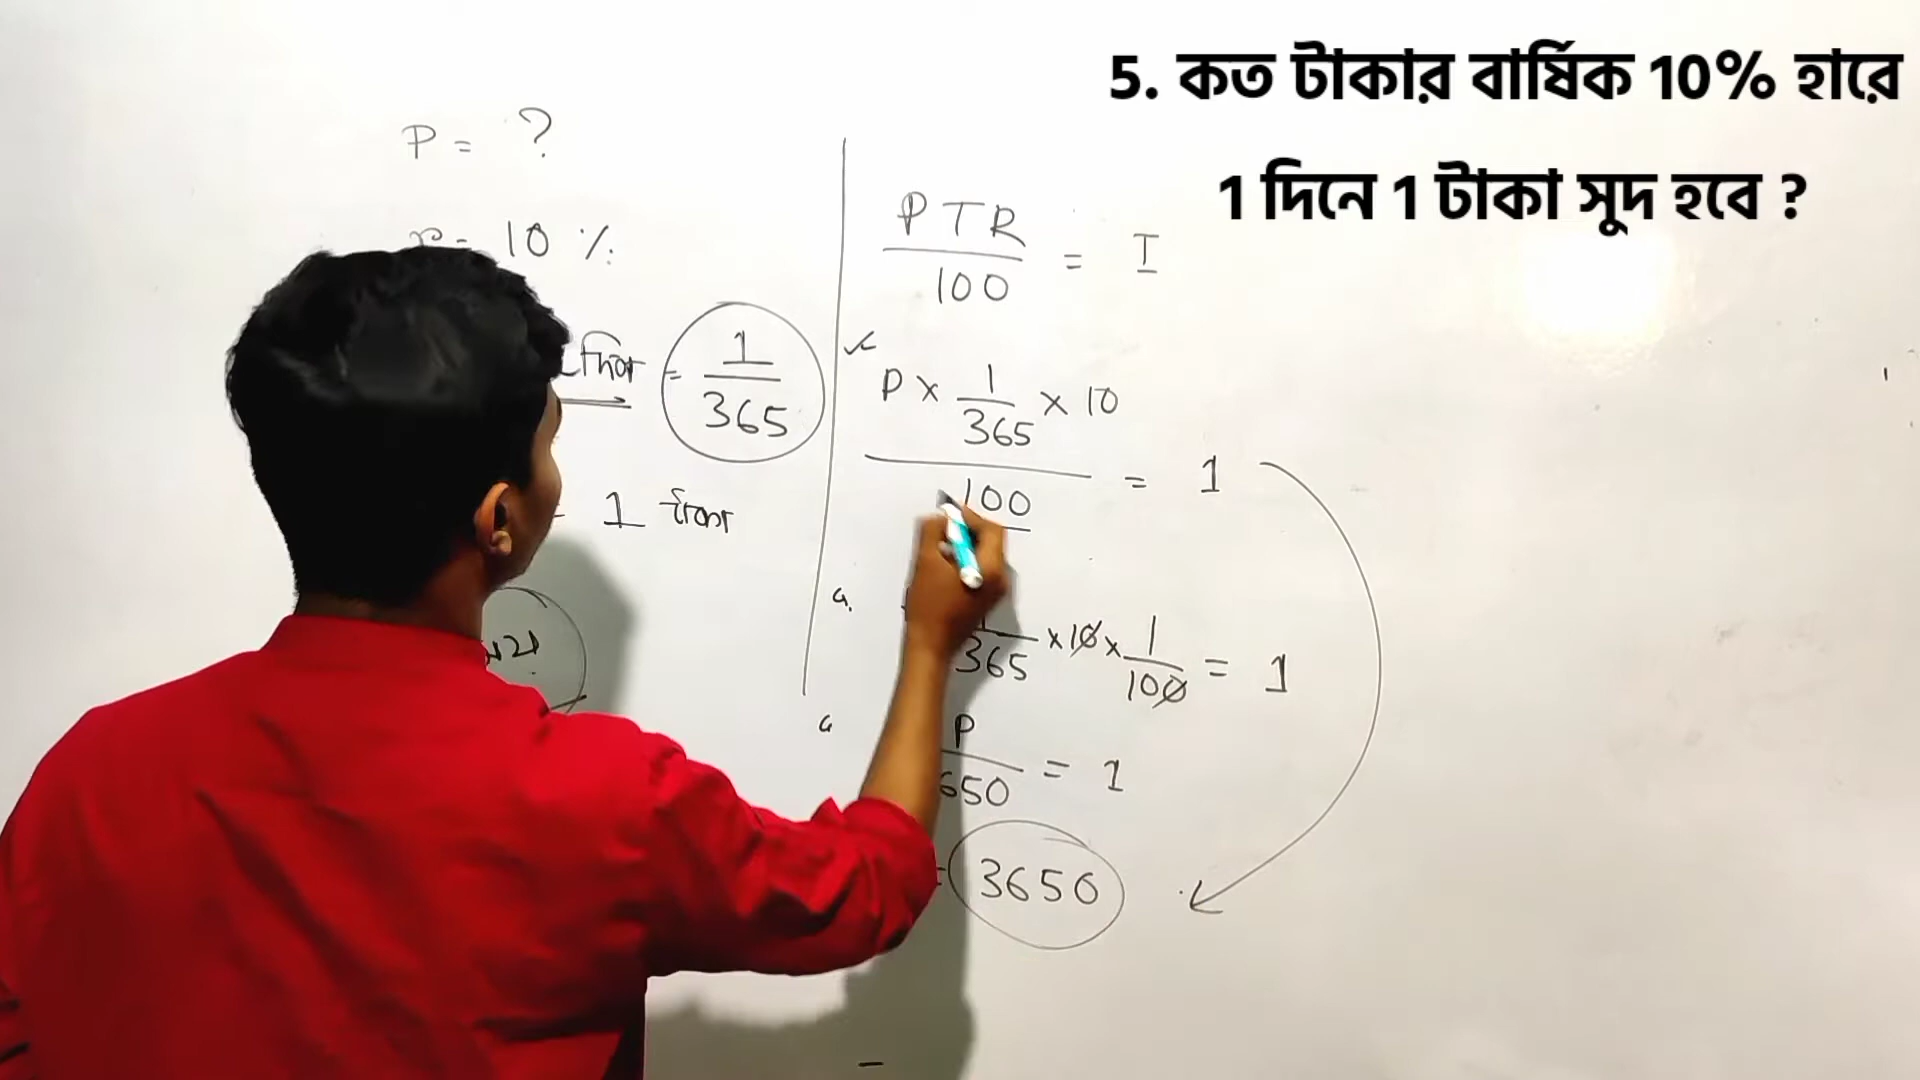 5. কত টাকার বার্ষিক 10% হারে
1 দিনে 1 টাকা সুদ হবে ?
P = ?
10 %
= 1/365
1 টাকা
PTR/100 = I
P × 1/365 × 10
100 = 1
365 × 10 × 1/100 = 1
P
650 = 1
= 3650